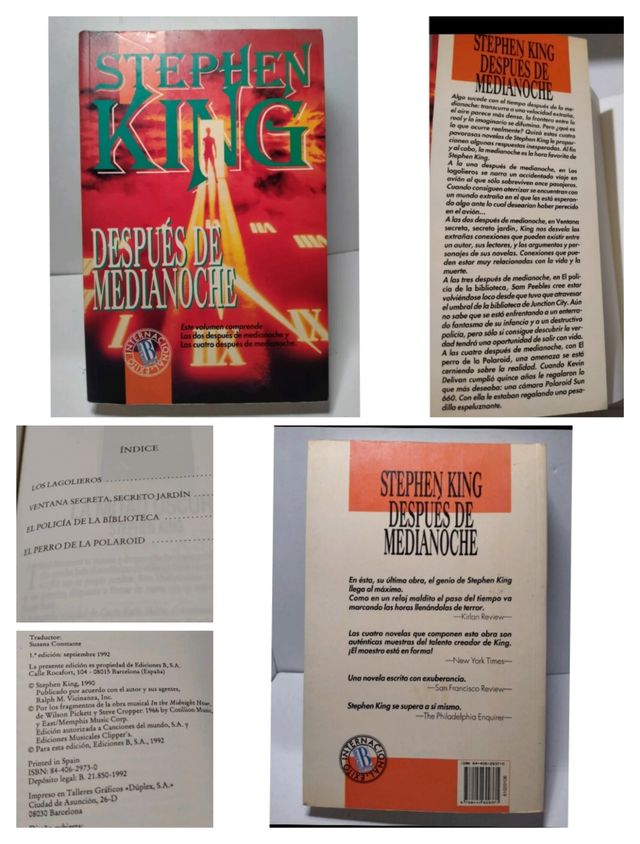 STEPHEN
KING
DESPUÉS DE
MEDIANOCHE
Este volumen comprende
Las dos después de medianoche y
Las cuatro después de medianoche.
INTERNACIONAL
B
ÉXITO
I
IX
STEPHEN KING
DESPUÉS DE
MEDIANOCHE
Algo sucede con el tiempo después de la me-
dianoche: transcurre a una velocidad extraña,
el aire parece más densa, la frontera entre lo
real y lo imaginario se difumina. Pero ¿qué es
lo que ocurre realmente? Quizá estas cuatro
pavorosas novelas de Stephen King le propor-
cionen algunas respuestas inesperadas. Al fin
y al cabo, la medianoche es la hora favorita de
Stephen King.
A la una después de medianoche, en Los
lagolieros se narra un accidentado viaje en
avión al que sólo sobreviven once pasajeros.
Cuando consiguen aterrizar se encuentran con
un mundo extraño en el que les está esperan-
do algo ante lo cual desearían haber perecido
en el avión...
A las dos después de medianoche, en Ventana
secreta, secreto jardín, King nos desvela las
extrañas conexiones que pueden existir entre
un autor, sus lectores, y los argumentos y per-
sonajes de sus novelas. Conexiones que pue-
den estar muy relacionadas con la vida y la
muerte.
A las tres después de medianoche, en El poli-
cía de la biblioteca, Sam Peebles cree estar
volviéndose loco desde que tuvo que atravesar
el umbral de la biblioteca de Junction City. Aún
no sabe que se está enfrentando a un enterra-
do fantasma de su infancia y a un destructivo
policía, pero sólo si consigue descubrir la ver-
dad tendrá una oportunidad de salir con vida.
A las cuatro después de medianoche, con El
perro de la Polaroid, una amenaza se está
cerniendo sobre la realidad. Cuando Kevin
Delivan cumplió quince años le regalaron lo
que más deseaba: una cámara Polaroid Sun
660. Con ella le estaban regalando una pesa-
dilla espeluznante.
ÍNDICE
LOS LAGOLIEROS
VENTANA SECRETA, SECRETO JARDÍN
EL POLICÍA DE LA BIBLIOTECA
EL PERRO DE LA POLAROID
Traductor:
Susana Constante
1.ª edición: septiembre 1992
La presente edición es propiedad de Ediciones B, S.A.
Calle Rocafort, 104 - 08015 Barcelona (España)
© Stephen King, 1990
Publicado por acuerdo con el autor y sus agentes,
Ralph M. Vicinanza, Inc.
© Por los fragmentos de la obra musical In the Midnight Hour,
de Wilson Pickett y Steve Cropper. 1966 by Cotillion Music,
y East/Memphis Music Corp.
Edición autorizada a Canciones del mundo, S.A. y
Ediciones Musicales Clipper's.
© Para esta edición, Ediciones B, S.A., 1992
Printed in Spain
ISBN: 84-406-2973-0
Depósito legal: B. 21.850-1992
Impreso en Talleres Gráficos «Dúplex, S.A.»
Ciudad de Asunción, 26-D
08030 Barcelona
STEPHEN KING
DESPUÉS DE
MEDIANOCHE
En ésta, su última obra, el genio de Stephen King
llega al máximo.
Como en un reloj maldito el paso del tiempo va
marcando las horas llenándolas de terror.
—Kirlan Review—
Las cuatro novelas que componen esta obra son
auténticas muestras del talento creador de King.
¡El maestro está en forma!
—New York Times—
Una novela escrita con exuberancia.
—San Francisco Review—
Stephen King se supera a sí mismo.
—The Philadelphia Enquirer—
INTERNACIONAL
B
ÉXITO
ISBN 84-406-2973-0